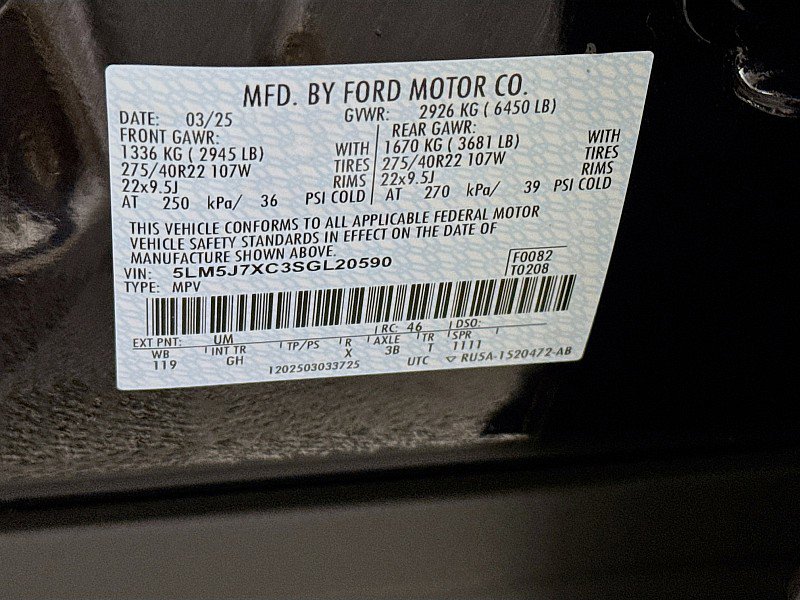 MFD. BY FORD MOTOR CO.
DATE: 03/25 GVWR: 2926 KG ( 6450 LB)
FRONT GAWR: REAR GAWR:
1336 KG ( 2945 LB) WITH 1670 KG ( 3681 LB) WITH
275/40R22 107W TIRES 275/40R22 107W TIRES
22x9.5J RIMS 22x9.5J RIMS
AT 250 kPa/ 36 PSI COLD AT 270 kPa/ 39 PSI COLD
THIS VEHICLE CONFORMS TO ALL APPLICABLE FEDERAL MOTOR
VEHICLE SAFETY STANDARDS IN EFFECT ON THE DATE OF
MANUFACTURE SHOWN ABOVE.
VIN: 5LM5J7XC3SGL20590 F0082
TYPE: MPV T0208
EXT PNT: UM RC: 46 DSO:
WB INT TR TP/PS R AXLE TR SPR
119 GH X 3B T 1111
1202503033725 UTC ▽ RU5A-1520472-AB